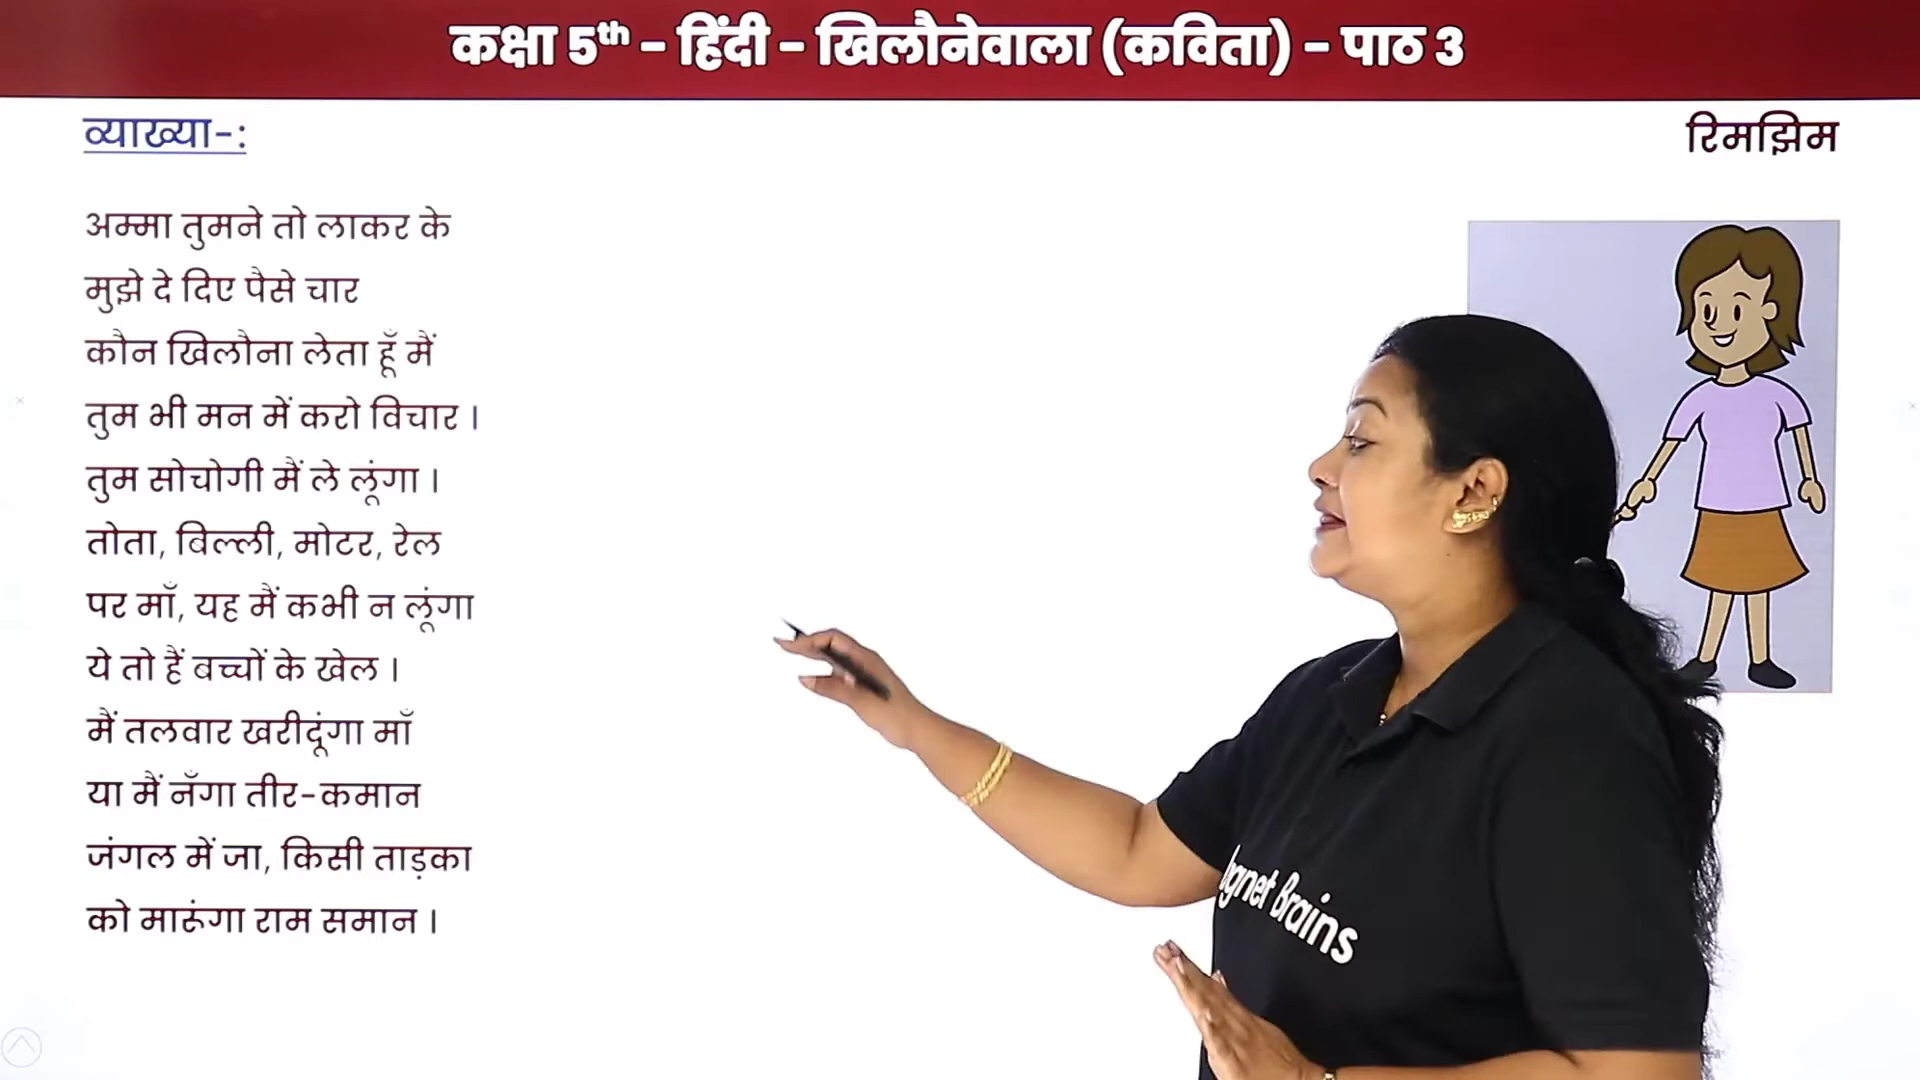 कक्षा 5th - हिंदी - खिलौनेवाला (कविता) - पाठ 3
व्याख्या-:
रिमझिम
अम्मा तुमने तो लाकर के
मुझे दे दिए पैसे चार
कौन खिलौना लेता हूँ मैं
तुम भी मन में करो विचार ।
तुम सोचोगी मैं ले लूंगा ।
तोता, बिल्ली, मोटर, रेल
पर माँ, यह मैं कभी न लूंगा
ये तो हैं बच्चों के खेल ।
मैं तलवार खरीदूंगा माँ
या मैं नँगा तीर-कमान
जंगल में जा, किसी ताड़का
को मारूंगा राम समान ।
Brains